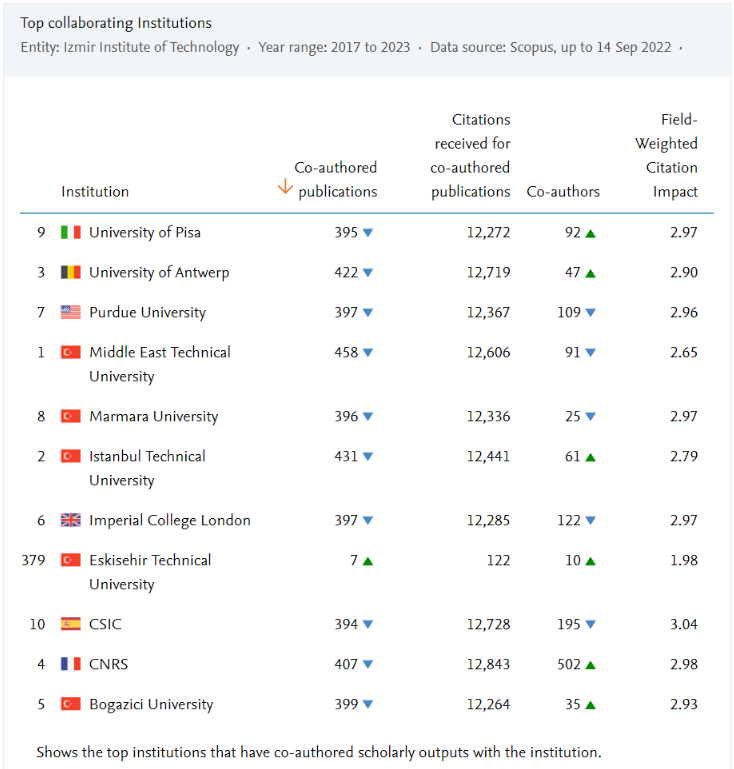 Top collaborating Institutions
Entity: Izmir Institute of Technology · Year range: 2017 to 2023 · Data source: Scopus, up to 14 Sep 2022 ·
Citations Field-
received for Weighted
Co-authored co-authored Citation
Institution publications publications Co-authors Impact
9 University of Pisa 395 12,272 92 2.97
3 University of Antwerp 422 12,719 47 2.90
7 Purdue University 397 12,367 109 2.96
1 Middle East Technical 458 12,606 91 2.65
University
8 Marmara University 396 12,336 25 2.97
2 Istanbul Technical 431 12,441 61 2.79
University
6 Imperial College London 397 12,285 122 2.97
379 Eskisehir Technical 7 122 10 1.98
University
10 CSIC 394 12,728 195 3.04
4 CNRS 407 12,843 502 2.98
5 Bogazici University 399 12,264 35 2.93
Shows the top institutions that have co-authored scholarly outputs with the institution.